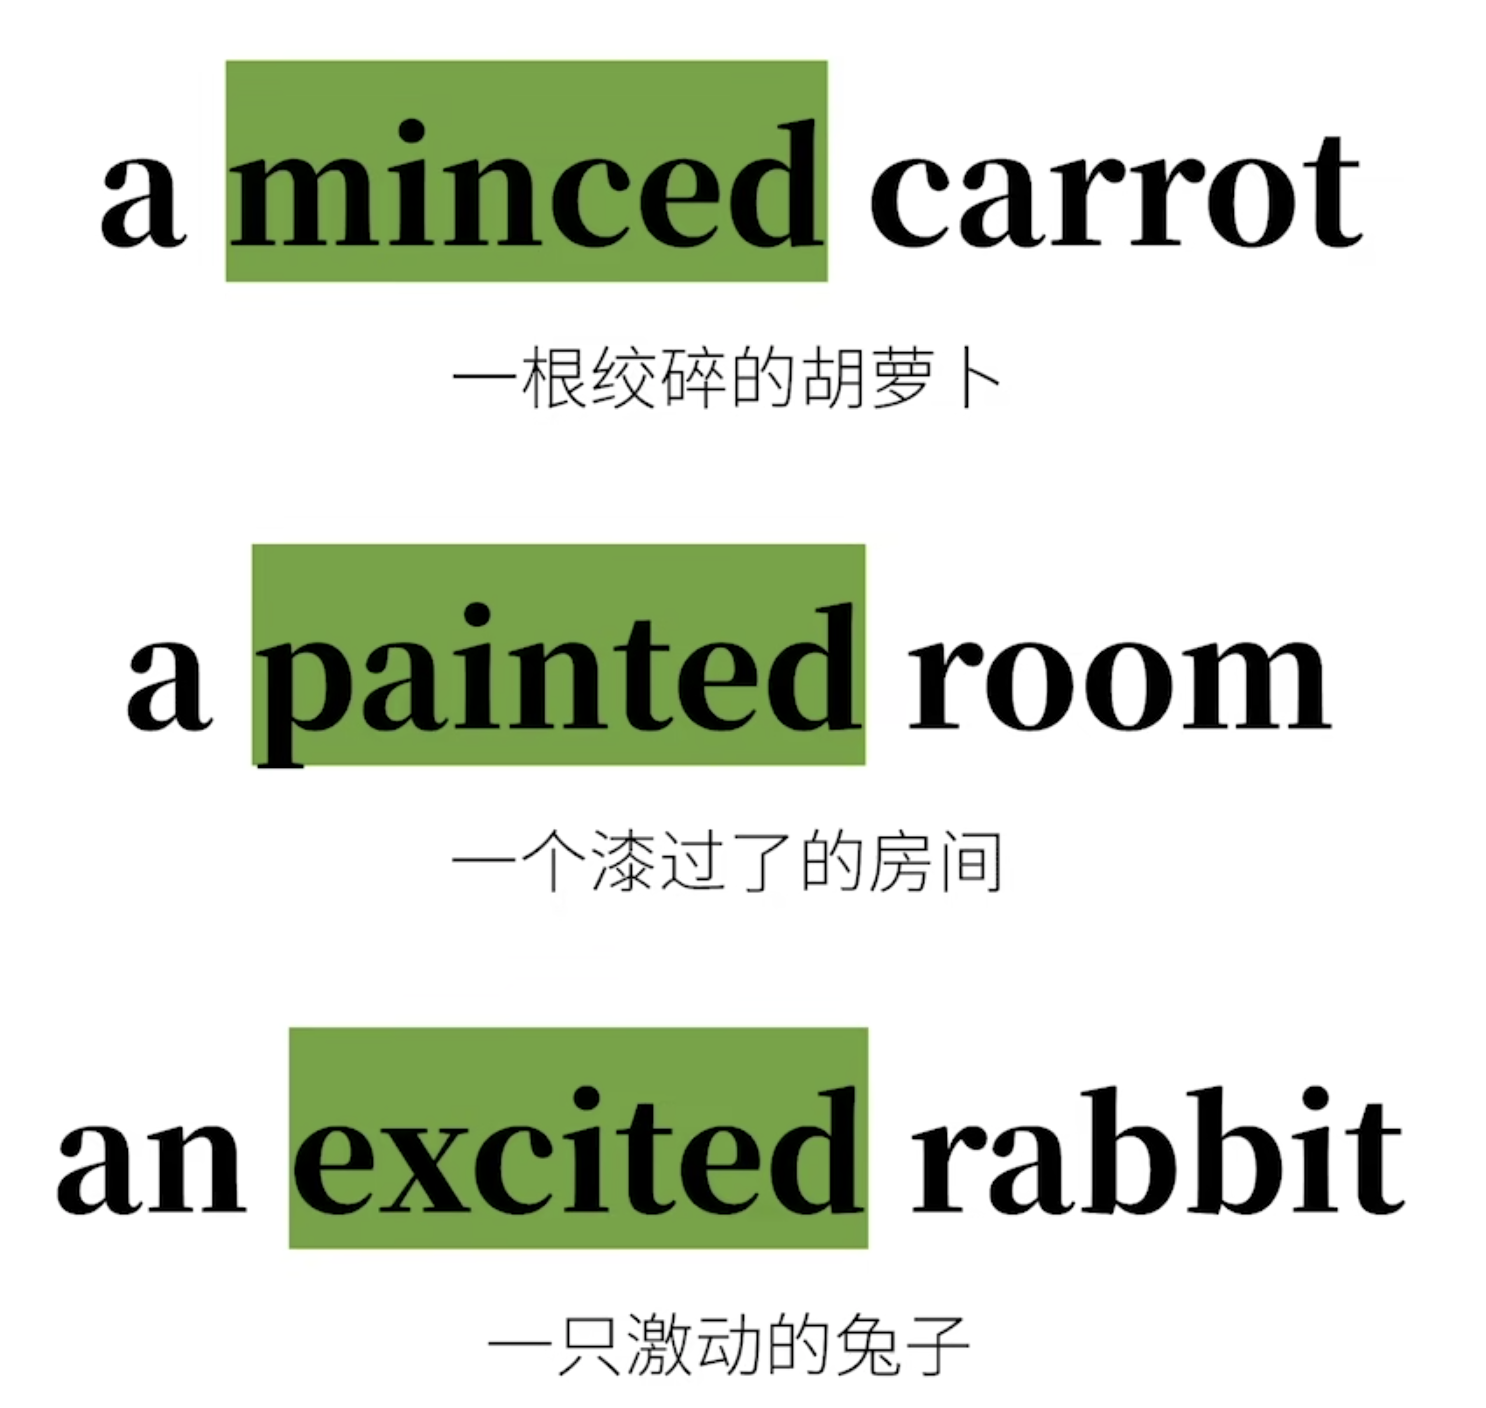 a minced carrot
一根绞碎的胡萝卜
a painted room
一个漆过了的房间
an excited rabbit
一只激动的兔子